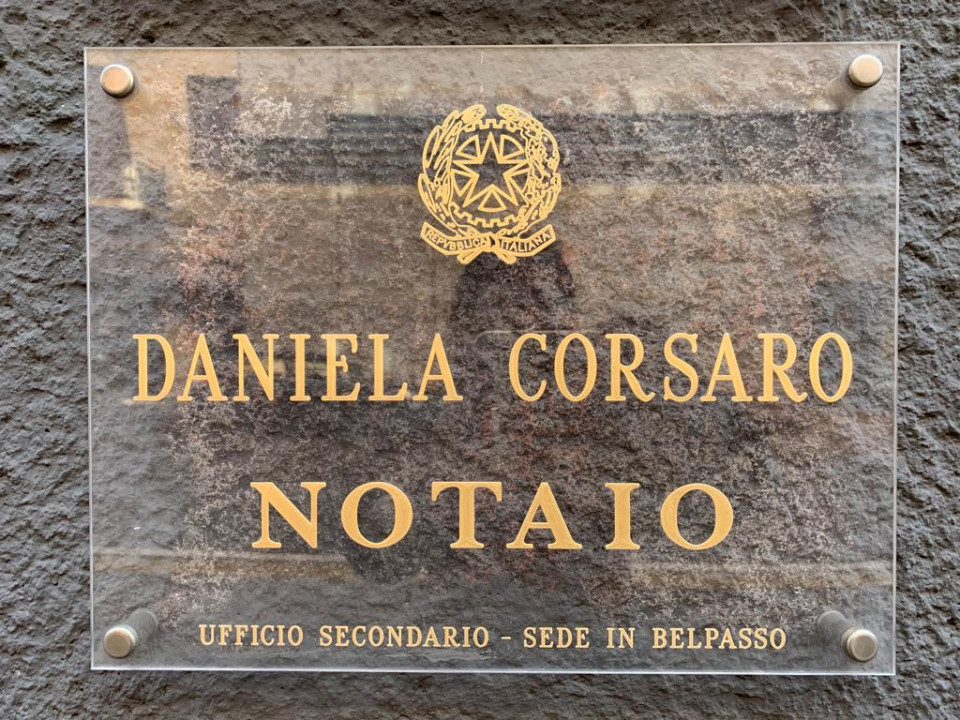 REPVBBLICA ITALIANA
DANIELA CORSARO
NOTAIO
UFFICIO SECONDARIO - SEDE IN BELPASSO